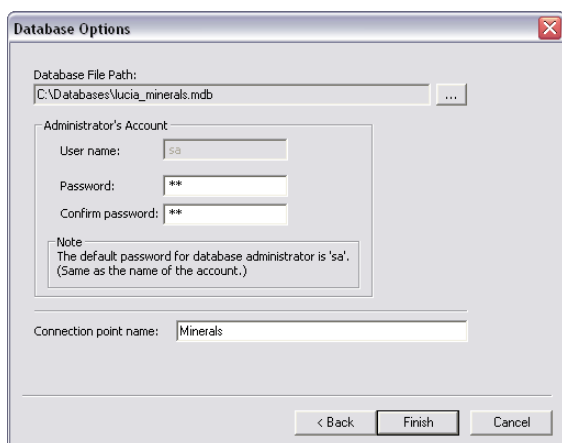 Database Options
Database File Path:
C:\Databases\lucia_minerals.mdb
...
Administrator's Account
User name:
sa
Password:
**
Confirm password:
**
Note
The default password for database administrator is 'sa'.
(Same as the name of the account.)
Connection point name:
Minerals
< Back
Finish
Cancel